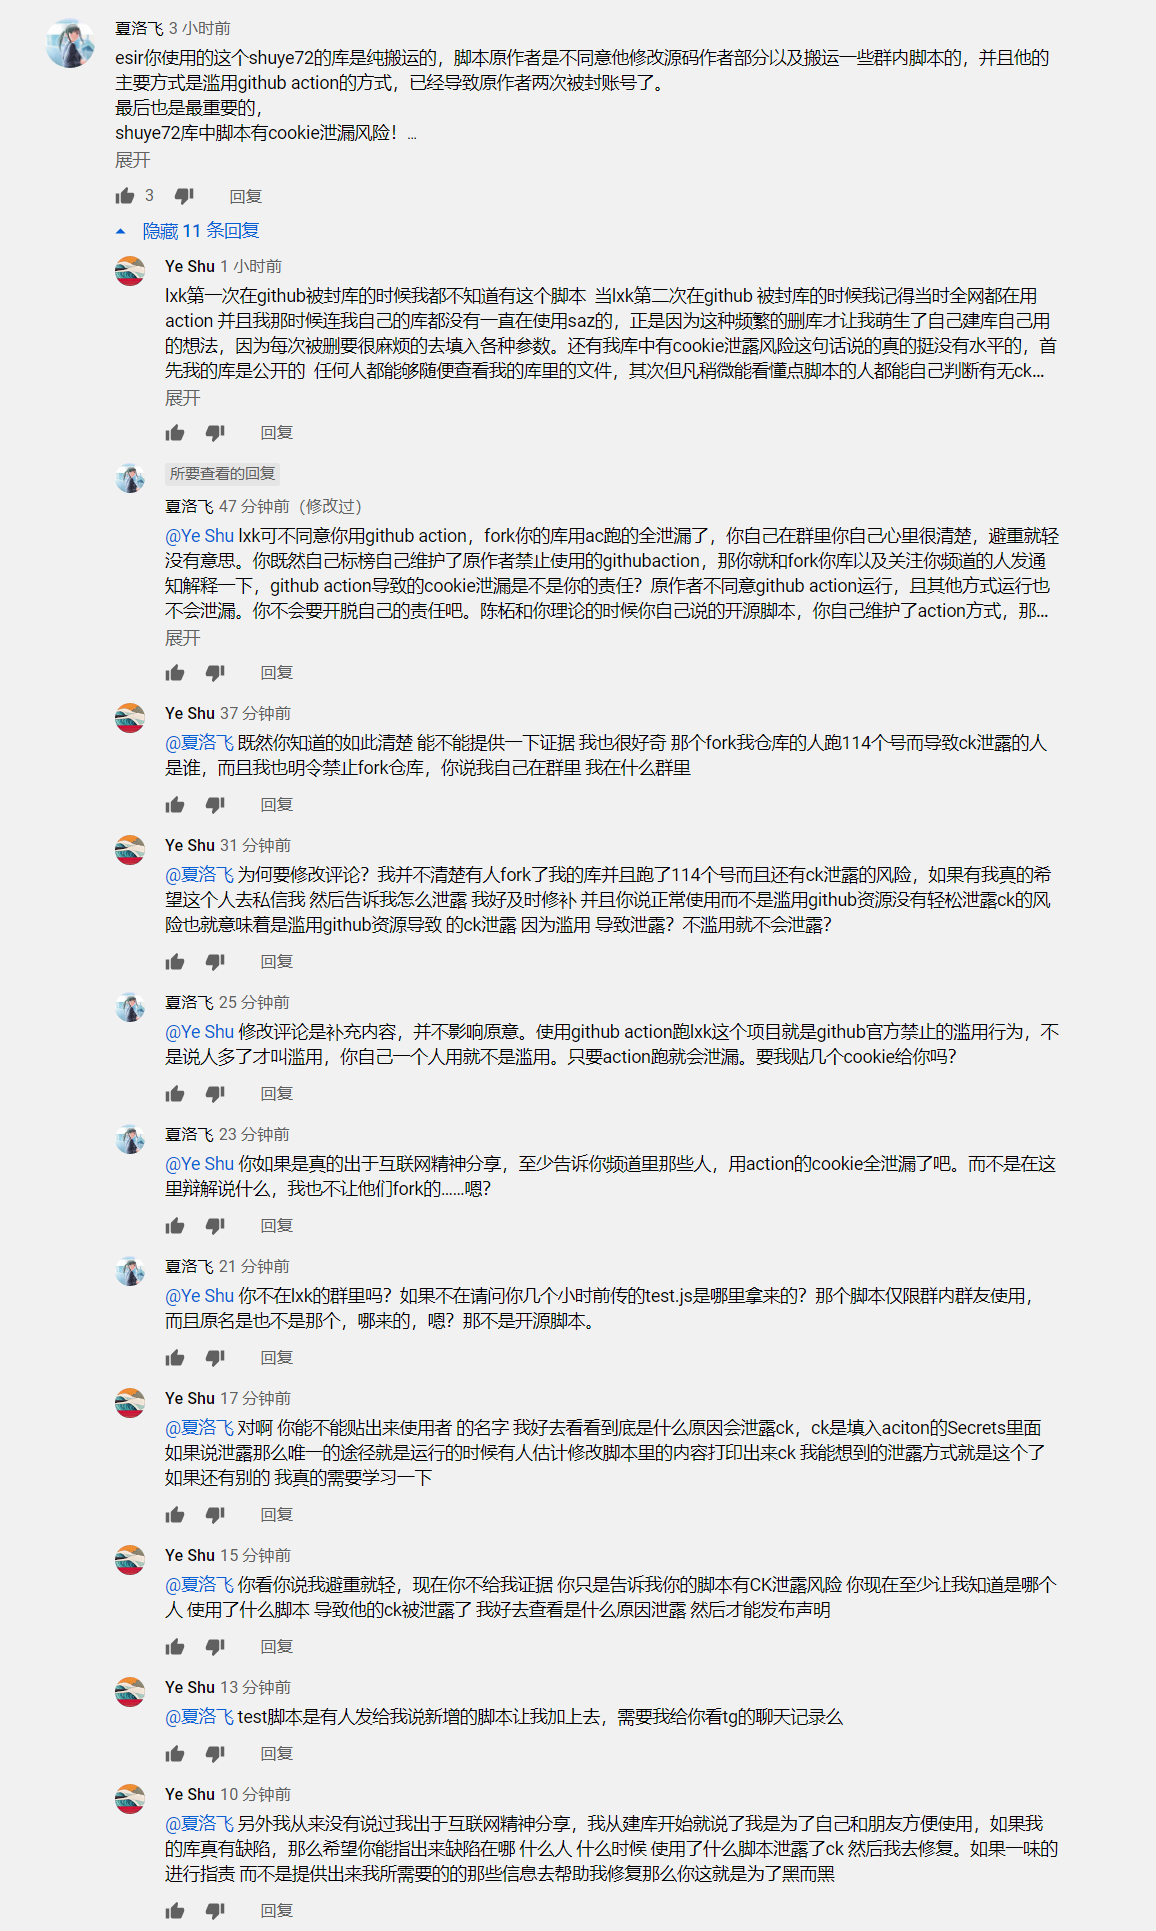 夏洛飞 3 小时前
esir你使用的这个shuye72的库是纯搬运的，脚本原作者是不同意他修改源码作者部分以及搬运一些群内脚本的，并且他的
主要方式是滥用github action的方式，已经导致原作者两次被封账号了。
最后也是最重要的，
shuye72库中脚本有cookie泄漏风险！...
展开
3 回复
隐藏 11 条回复
Ye Shu 1 小时前
lxk第一次在github被封库的时候我都不知道有这个脚本 当lxk第二次在github 被封库的时候我记得当时全网都在用
action 并且我那时候连我自己的库都没有一直在使用saz的，正是因为这种频繁的删库才让我萌生了自己建库自己用
的想法，因为每次被删要很麻烦的去填入各种参数。还有我库中有cookie泄露风险这句话说的真的挺没有水平的，首
先我的库是公开的 任何人都能够随便查看我的库里的文件，其次但凡稍微能看懂点脚本的人都能自己判断有无ck...
展开
回复
所要查看的回复
夏洛飞 47 分钟前（修改过）
@Ye Shu lxk可不同意你用github action，fork你的库用ac跑的全泄漏了，你自己在群里你自己心里很清楚，避重就轻
没有意思。你既然自己标榜自己维护了原作者禁止使用的githubaction，那你就和fork你库以及关注你频道的人发通
知解释一下，github action导致的cookie泄漏是不是你的责任？原作者不同意github action运行，且其他方式运行也
不会泄漏。你不会要开脱自己的责任吧。陈柘和你理论的时候你自己说的开源脚本，你自己维护了action方式，那...
展开
回复
Ye Shu 37 分钟前
@夏洛飞 既然你知道的如此清楚 能不能提供一下证据 我也很好奇 那个fork我仓库的人跑114个号而导致ck泄露的人
是谁，而且我也明令禁止fork仓库，你说我自己在群里 我在什么群里
回复
Ye Shu 31 分钟前
@夏洛飞 为何要修改评论？我并不清楚有人fork了我的库并且跑了114个号而且还有ck泄露的风险，如果有我真的希
望这个人去私信我 然后告诉我怎么泄露 我好及时修补 并且你说正常使用而不是滥用github资源没有轻松泄露ck的风
险也就意味着是滥用github资源导致 的ck泄露 因为滥用 导致泄露？不滥用就不会泄露？
回复
夏洛飞 25 分钟前
@Ye Shu 修改评论是补充内容，并不影响原意。使用github action跑lxk这个项目就是github官方禁止的滥用行为，不
是说人多了才叫滥用，你自己一个人用就不是滥用。只要action跑就会泄漏。要我贴几个cookie给你吗？
回复
夏洛飞 23 分钟前
@Ye Shu 你如果是真的出于互联网精神分享，至少告诉你频道里那些人，用action的cookie全泄漏了吧。而不是在这
里辩解说什么，我也不让他们fork的......嗯？
回复
夏洛飞 21 分钟前
@Ye Shu 你不在lxk的群里吗？如果不在请问你几个小时前传的test.js是哪里拿来的？那个脚本仅限群内群友使用，
而且原名是也不是那个，哪来的，嗯？那不是开源脚本。
回复
Ye Shu 17 分钟前
@夏洛飞 对啊 你能不能贴出来使用者 的名字 我好去看看到底是什么原因会泄露ck，ck是填入aciton的Secrets里面
如果说泄露那么唯一的途径就是运行的时候有人估计修改脚本里的内容打印出来ck 我能想到的泄露方式就是这个了
如果还有别的 我真的需要学习一下
回复
Ye Shu 15 分钟前
@夏洛飞 你看你说我避重就轻，现在你不给我证据 你只是告诉我你的脚本有CK泄露风险 你现在至少让我知道是哪个
人 使用了什么脚本 导致他的ck被泄露了 我好去查看是什么原因泄露 然后才能发布声明
回复
Ye Shu 13 分钟前
@夏洛飞 test脚本是有人发给我说新增的脚本让我加上去，需要我给你看tg的聊天记录么
回复
Ye Shu 10 分钟前
@夏洛飞 另外我从来没有说过我出于互联网精神分享，我从建库开始就说了我是为了自己和朋友方便使用，如果我
的库真有缺陷，那么希望你能指出来缺陷在哪 什么人 什么时候 使用了什么脚本泄露了ck 然后我去修复。如果一味的
进行指责 而不是提供出来我所需要的的那些信息去帮助我修复那么你这就是为了黑而黑
回复